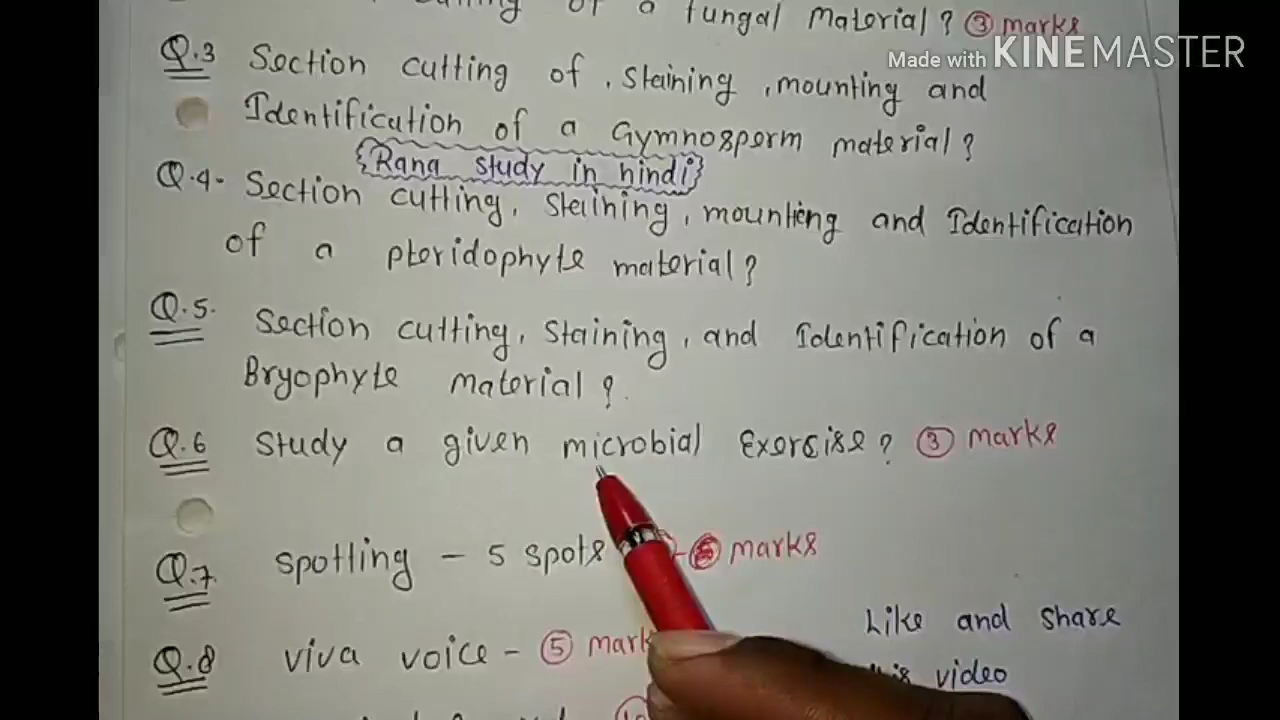 of a fungal material? ③ marks
Made with KINEMASTER
Q.3 Section cutting of, Staining, mounting and
Identification of a Gymnosperm material?
Rana study in hindi
Q.4- Section cutting, Staining, mounting and Identification
of a pteridophyte material?
Q.5. Section cutting, Staining, and Identification of a
Bryophyte material?
Q.6 Study a given microbial Exercise? ③ marks
Q.7 spotting - 5 spots - marks
Like and share
Q.8 viva voice - ⑤ mark
video